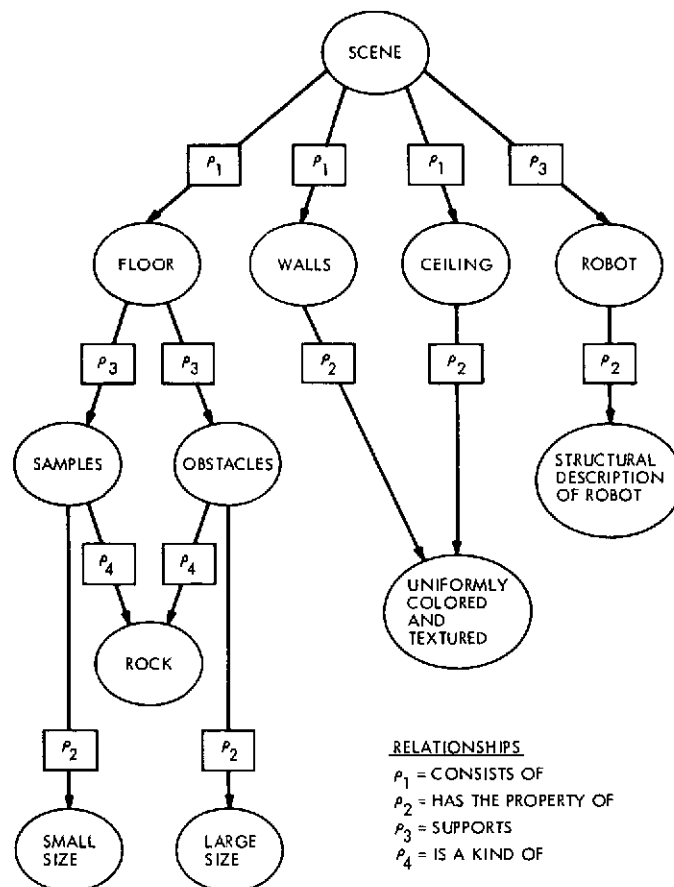 SCENE
ρ1 ρ1 ρ1 ρ3
FLOOR WALLS CEILING ROBOT
ρ3 ρ3 ρ2 ρ2 ρ2
SAMPLES OBSTACLES STRUCTURAL
DESCRIPTION
OF ROBOT
ρ4 ρ4
UNIFORMLY
COLORED
AND
TEXTURED
ROCK
ρ2 ρ2
SMALL
SIZE
LARGE
SIZE
RELATIONSHIPS
ρ1 = CONSISTS OF
ρ2 = HAS THE PROPERTY OF
ρ3 = SUPPORTS
ρ4 = IS A KIND OF